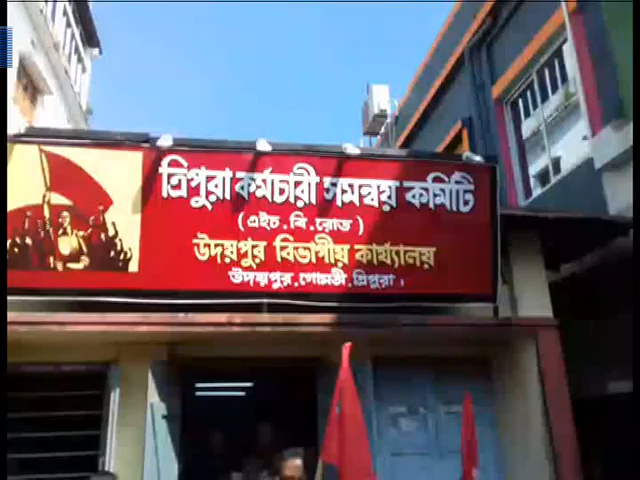 ত্রিপুরা কর্মচারী সমন্বয় কমিটি
(এইচ.বি.রোড)
উদয়পুর বিভাগীয় কার্য্যালয়
উদয়পুর.গোমতী.ত্রিপুরা।